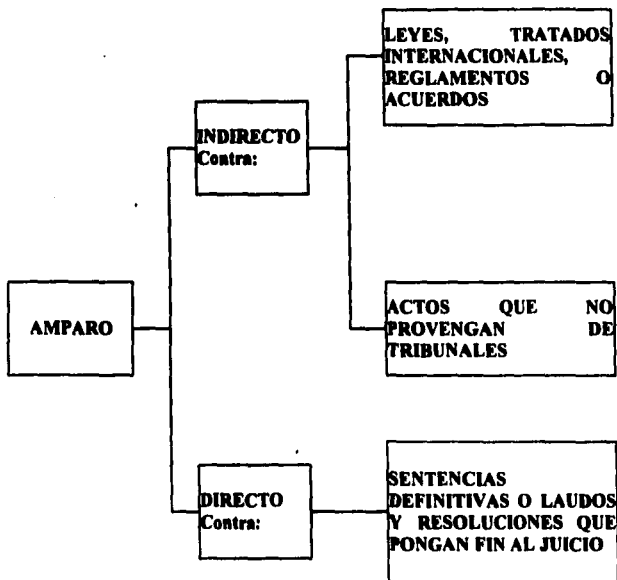 LEYES, TRATADOS
INTERNACIONALES,
REGLAMENTOS O
ACUERDOS
INDIRECTO
Contra:
AMPARO
ACTOS QUE NO
PROVENGAN DE
TRIBUNALES
DIRECTO
Contra:
SENTENCIAS
DEFINITIVAS O LAUDOS
Y RESOLUCIONES QUE
PONGAN FIN AL JUICIO